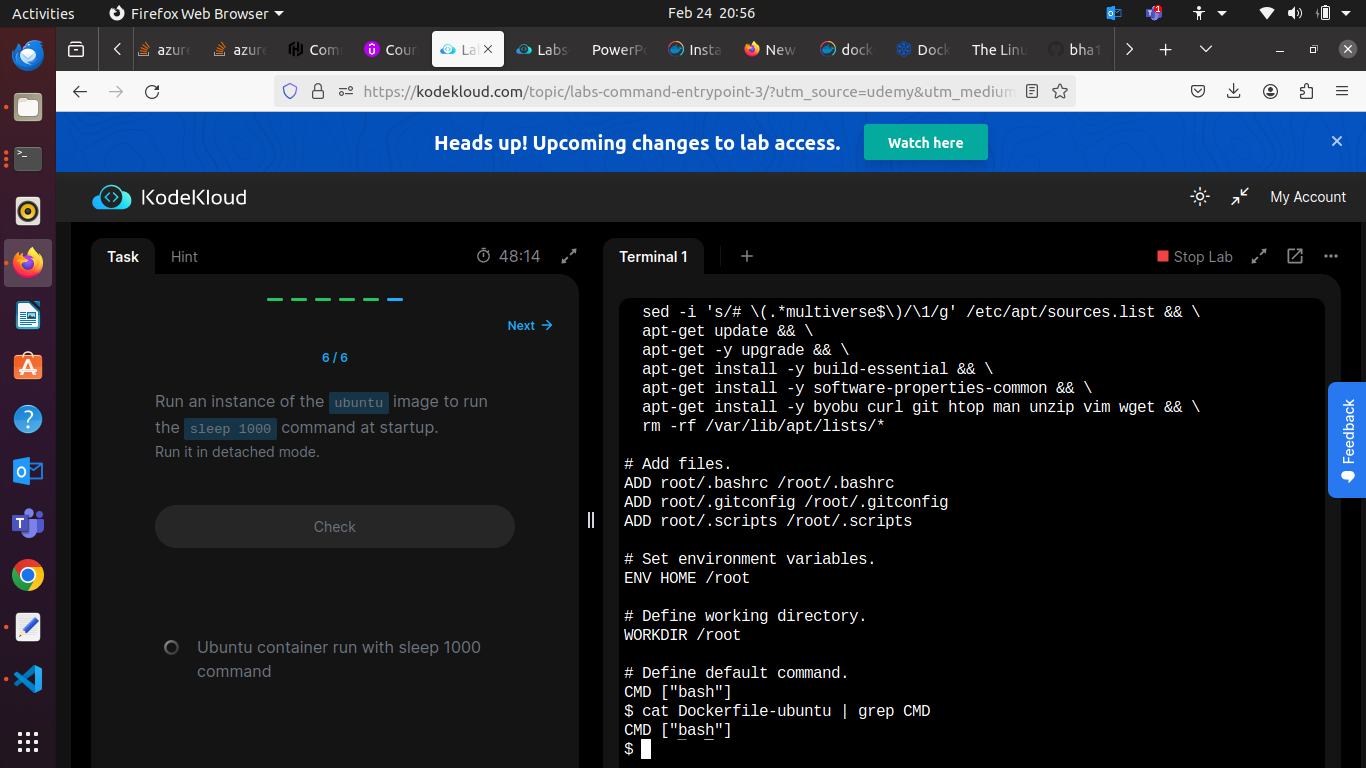 Activities
Firefox Web Browser
Feb 24 20:56
1
azure
azure
Com
Cour
Lal
Labs
PowerPo
Insta
New
dock
Dock
The Linu
bha1
https://kodekloud.com/topic/labs-command-entrypoint-3/?utm_source=udemy&utm_medium
Heads up! Upcoming changes to lab access.
Watch here
KodeKloud
My Account
Task
Hint
48:14
Terminal 1
Stop Lab
Next
6 / 6
Run an instance of the ubuntu image to run
the sleep 1000 command at startup.
Run it in detached mode.
Check
Ubuntu container run with sleep 1000
command
sed -i 's/# \(.*multiverse$\)/\1/g' /etc/apt/sources.list && \
apt-get update && \
apt-get -y upgrade && \
apt-get install -y build-essential && \
apt-get install -y software-properties-common && \
apt-get install -y byobu curl git htop man unzip vim wget && \
rm -rf /var/lib/apt/lists/*
# Add files.
ADD root/.bashrc /root/.bashrc
ADD root/.gitconfig /root/.gitconfig
ADD root/.scripts /root/.scripts
# Set environment variables.
ENV HOME /root
# Define working directory.
WORKDIR /root
# Define default command.
CMD ["bash"]
$ cat Dockerfile-ubuntu | grep CMD
CMD ["bash"]
$
Feedback